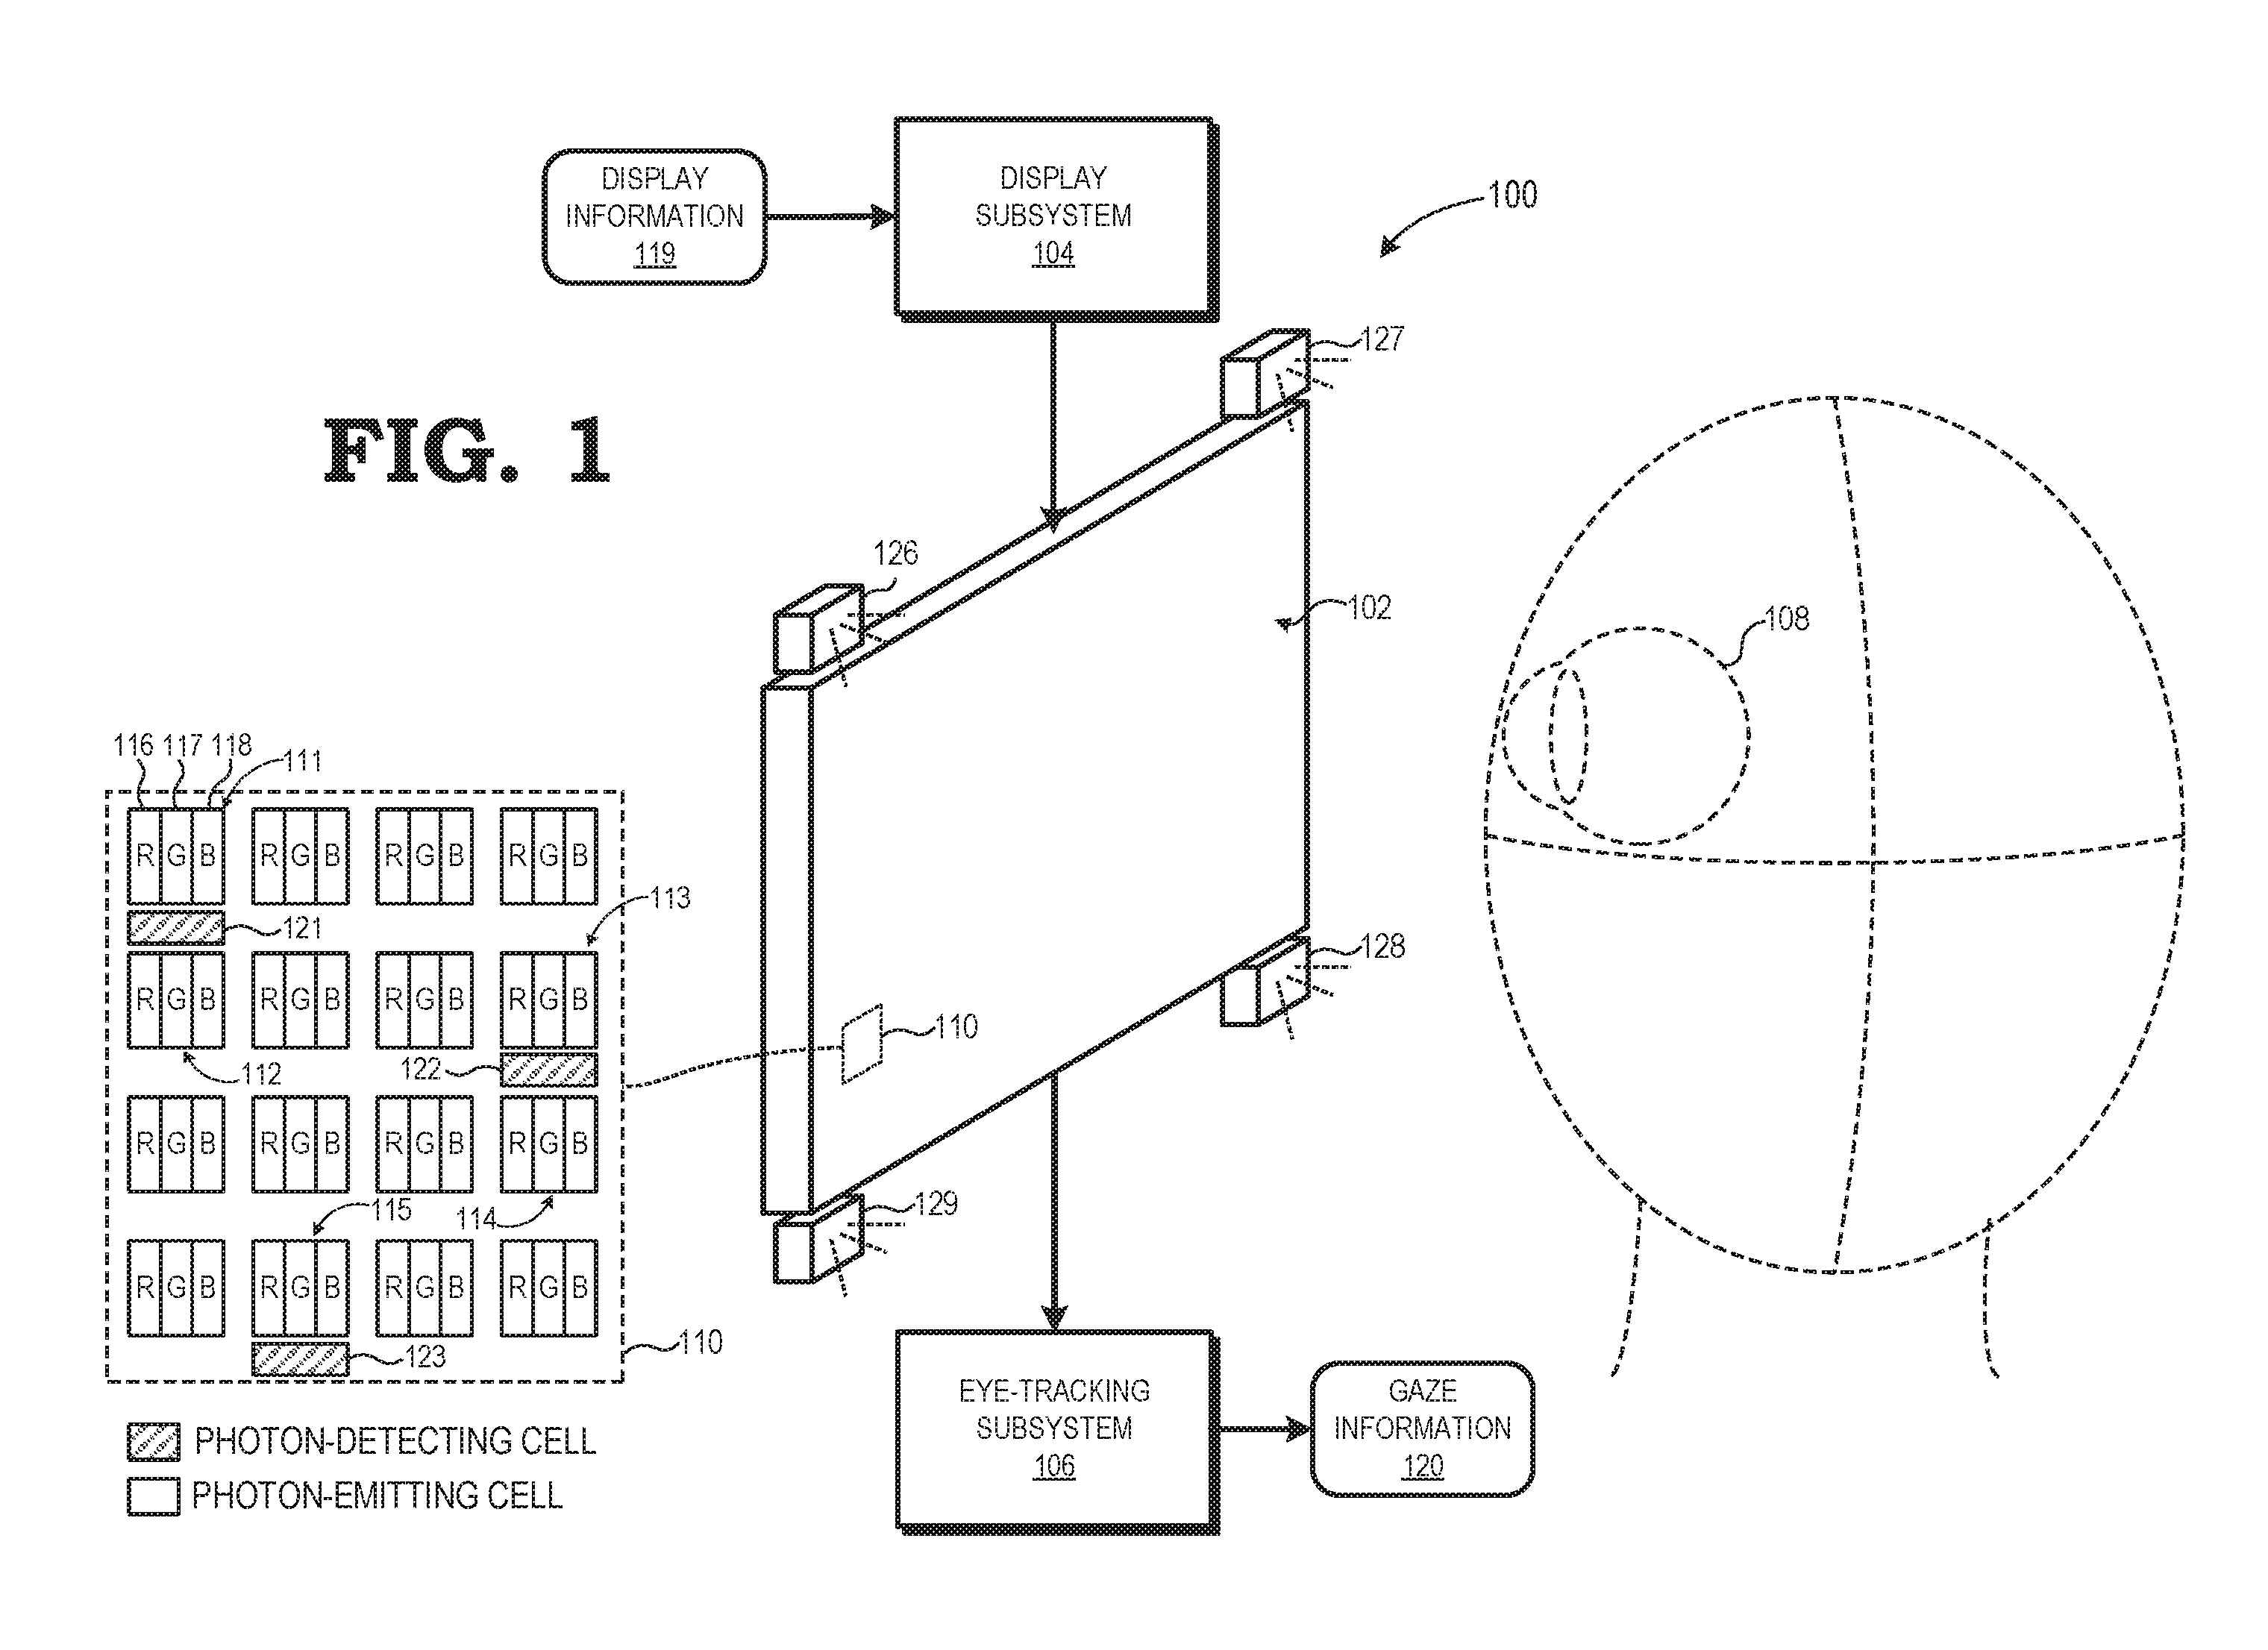 DISPLAY
INFORMATION
119
DISPLAY
SUBSYSTEM
104
100
127
FIG. 1
126
102
108
116 117 118 111
R G B R G B R G B R G B
113
121
R G B R G B R G B R G B
128
110
122
112
R G B R G B R G B R G B
115
114
129
R G B R G B R G B R G B
110
123
PHOTON-DETECTING CELL
PHOTON-EMITTING CELL
EYE-TRACKING
SUBSYSTEM
106
GAZE
INFORMATION
120